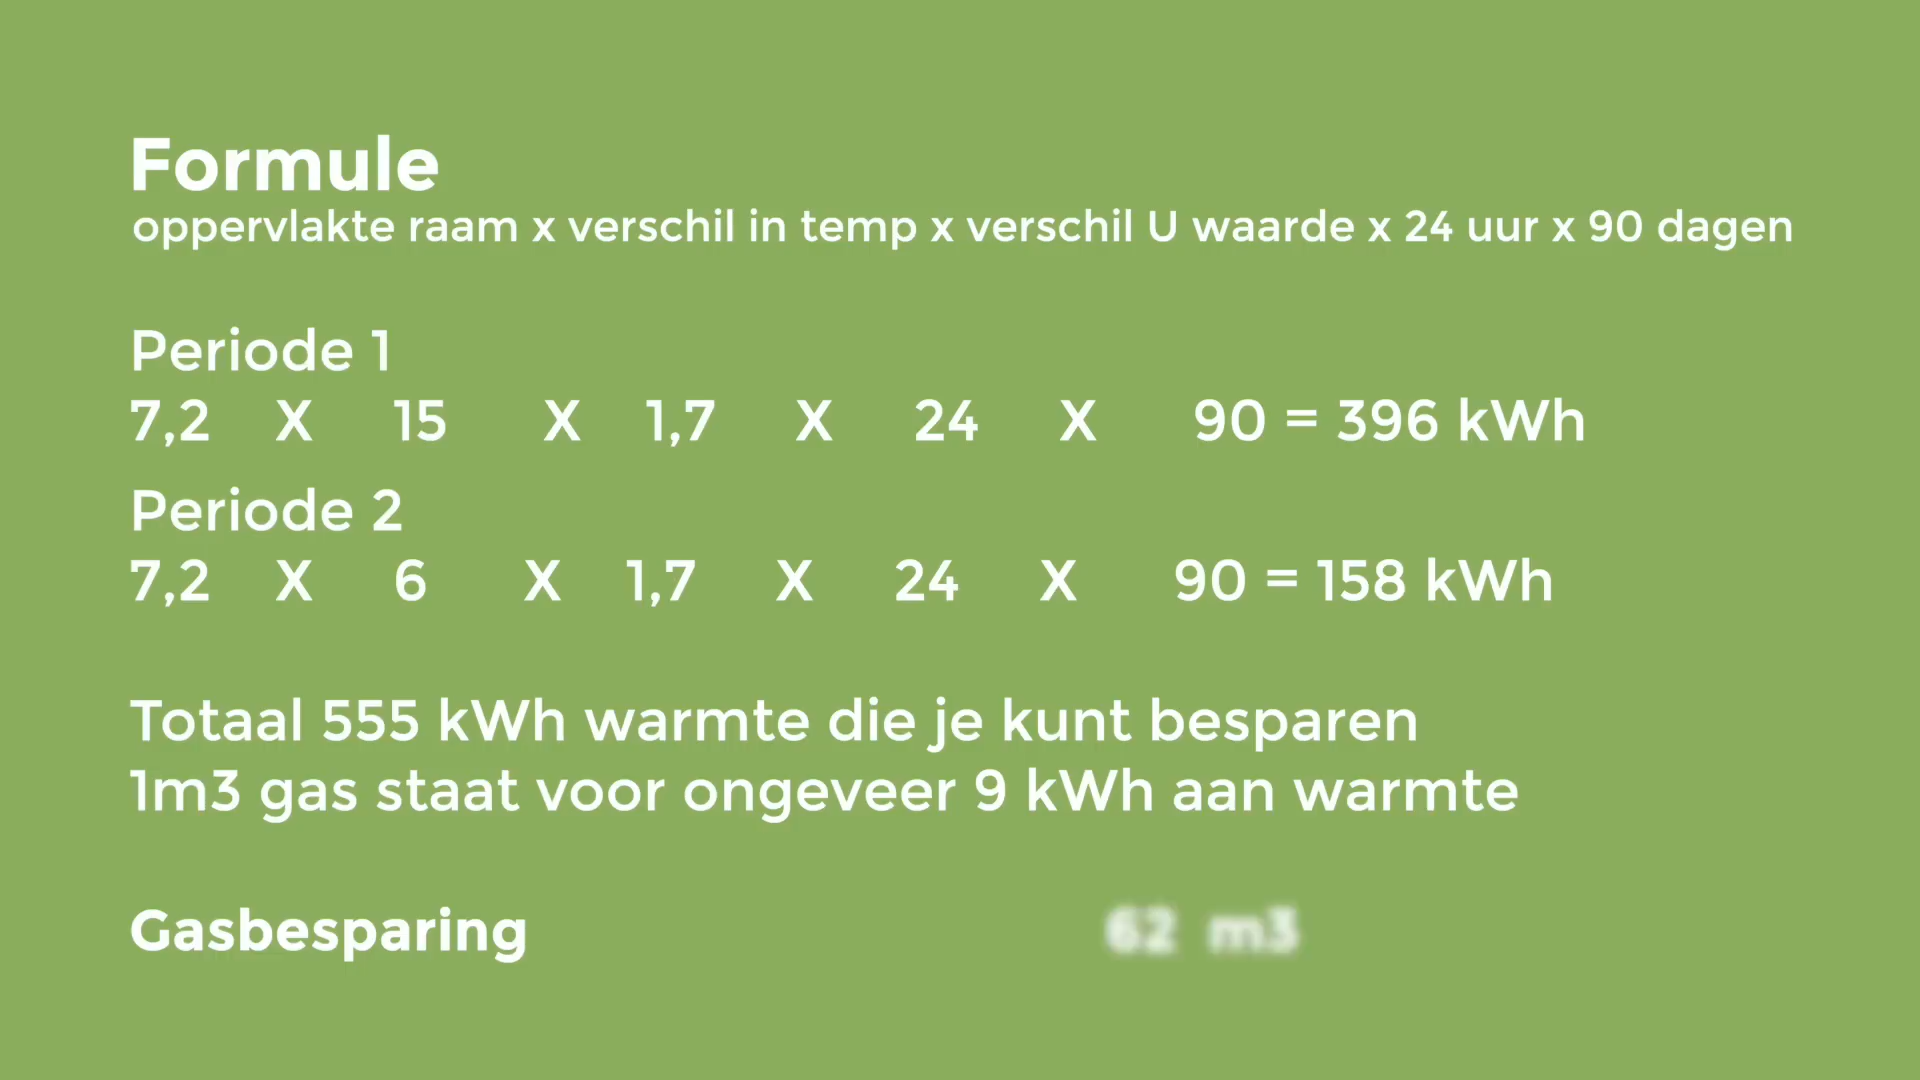 Formule
oppervlakte raam x verschil in temp x verschil U waarde x 24 uur x 90 dagen
Periode 1
7,2 X 15 X 1,7 X 24 X 90 = 396 kWh
Periode 2
7,2 X 6 X 1,7 X 24 X 90 = 158 kWh
Totaal 555 kWh warmte die je kunt besparen
1m3 gas staat voor ongeveer 9 kWh aan warmte
Gasbesparing 62 m3